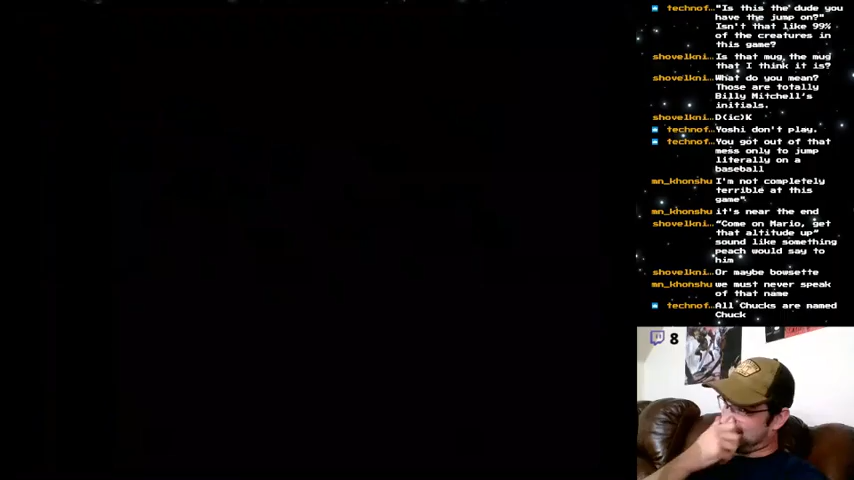 technof… "Is this the dude you
have the jump on?"
Isn't that like 99%
of the creatures in
this game?
shovelkni… Is that mug the mug
that I think it is?
shovelkni… What do you mean?
Those are totally
Billy Mitchell's
initials.
shovelkni… D(ic)K
technof… Yoshi don't play.
technof… You got out of that
mess only to jump
literally on a
baseball
mn_khonshu I'm not completely
terrible at this
game"
mn_khonshu it's near the end
shovelkni… "Come on Mario, get
that altitude up"
sound like something
peach would say to
him
shovelkni… Or maybe bowsette
mn_khonshu we must never speak
of that name
technof… All Chucks are named
Chuck
8